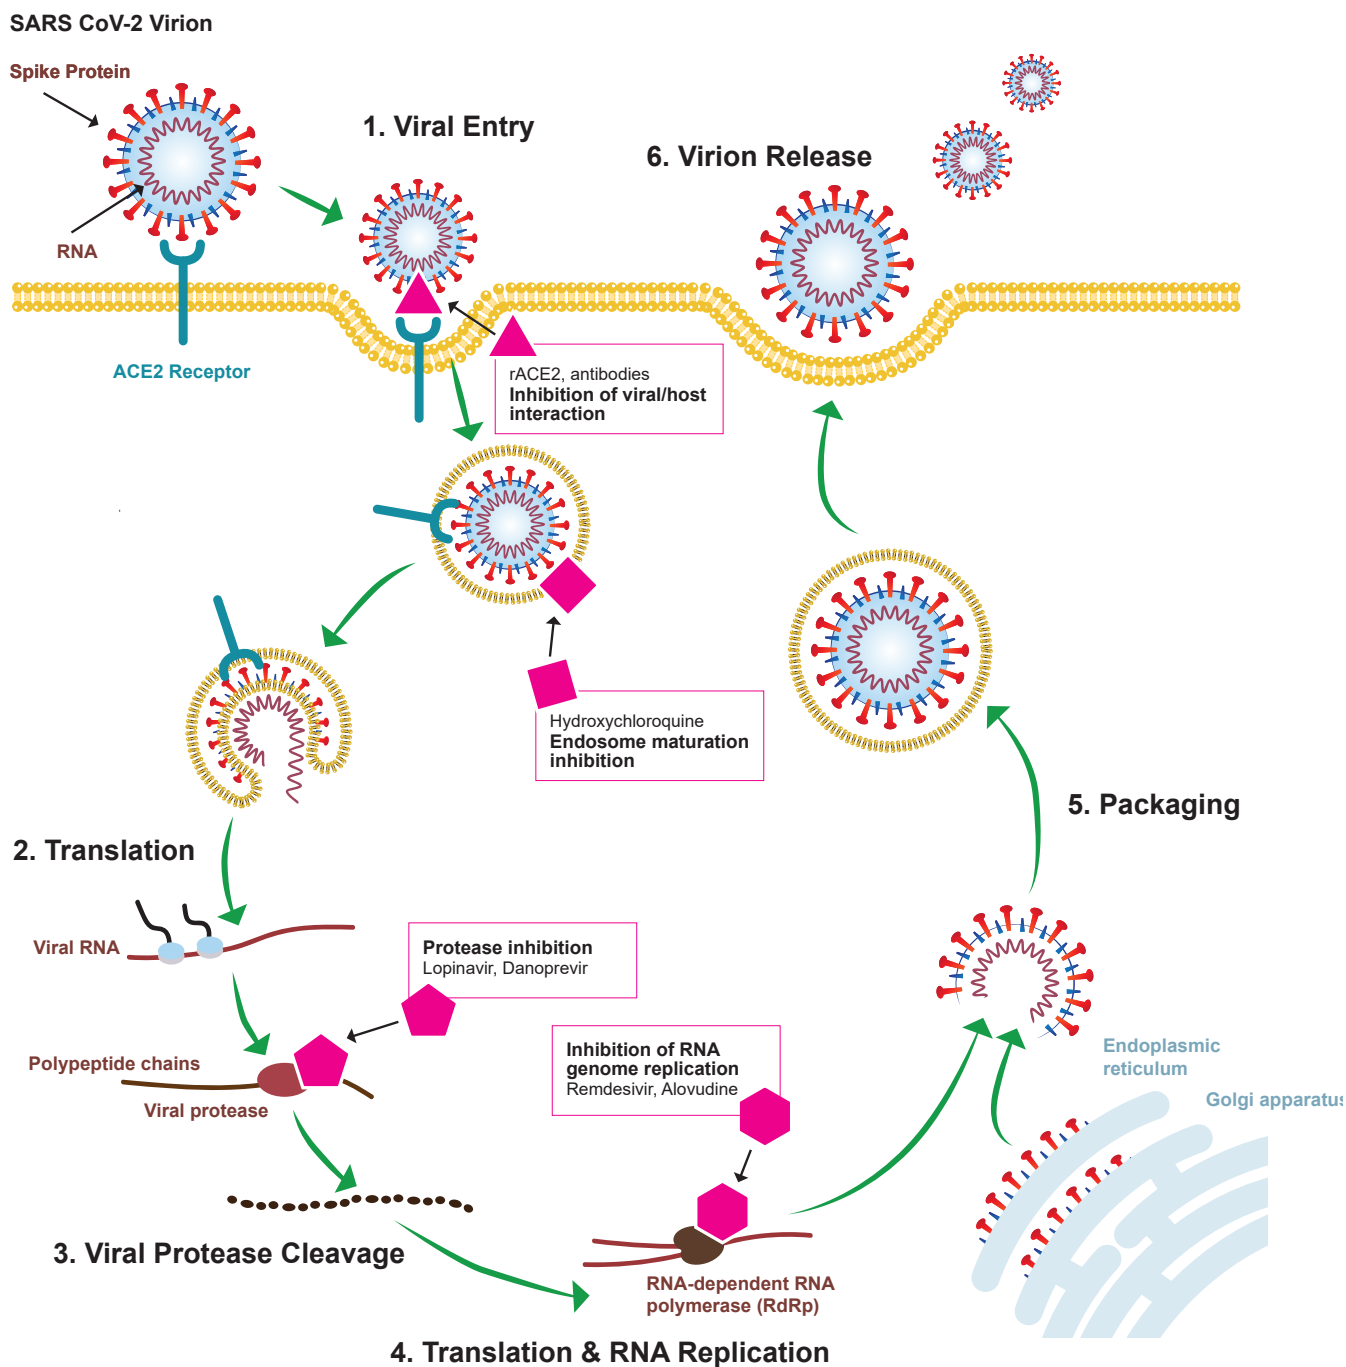 SARS CoV-2 Virion
Spike Protein
RNA
ACE2 Receptor
1. Viral Entry
6. Virion Release
rACE2, antibodies
Inhibition of viral/host
interaction
Hydroxychloroquine
Endosome maturation
inhibition
2. Translation
Viral RNA
Protease inhibition
Lopinavir, Danoprevir
Polypeptide chains
Viral protease
3. Viral Protease Cleavage
Inhibition of RNA
genome replication
Remdesivir, Alovudine
RNA-dependent RNA
polymerase (RdRp)
4. Translation & RNA Replication
5. Packaging
Endoplasmic
reticulum
Golgi apparatus